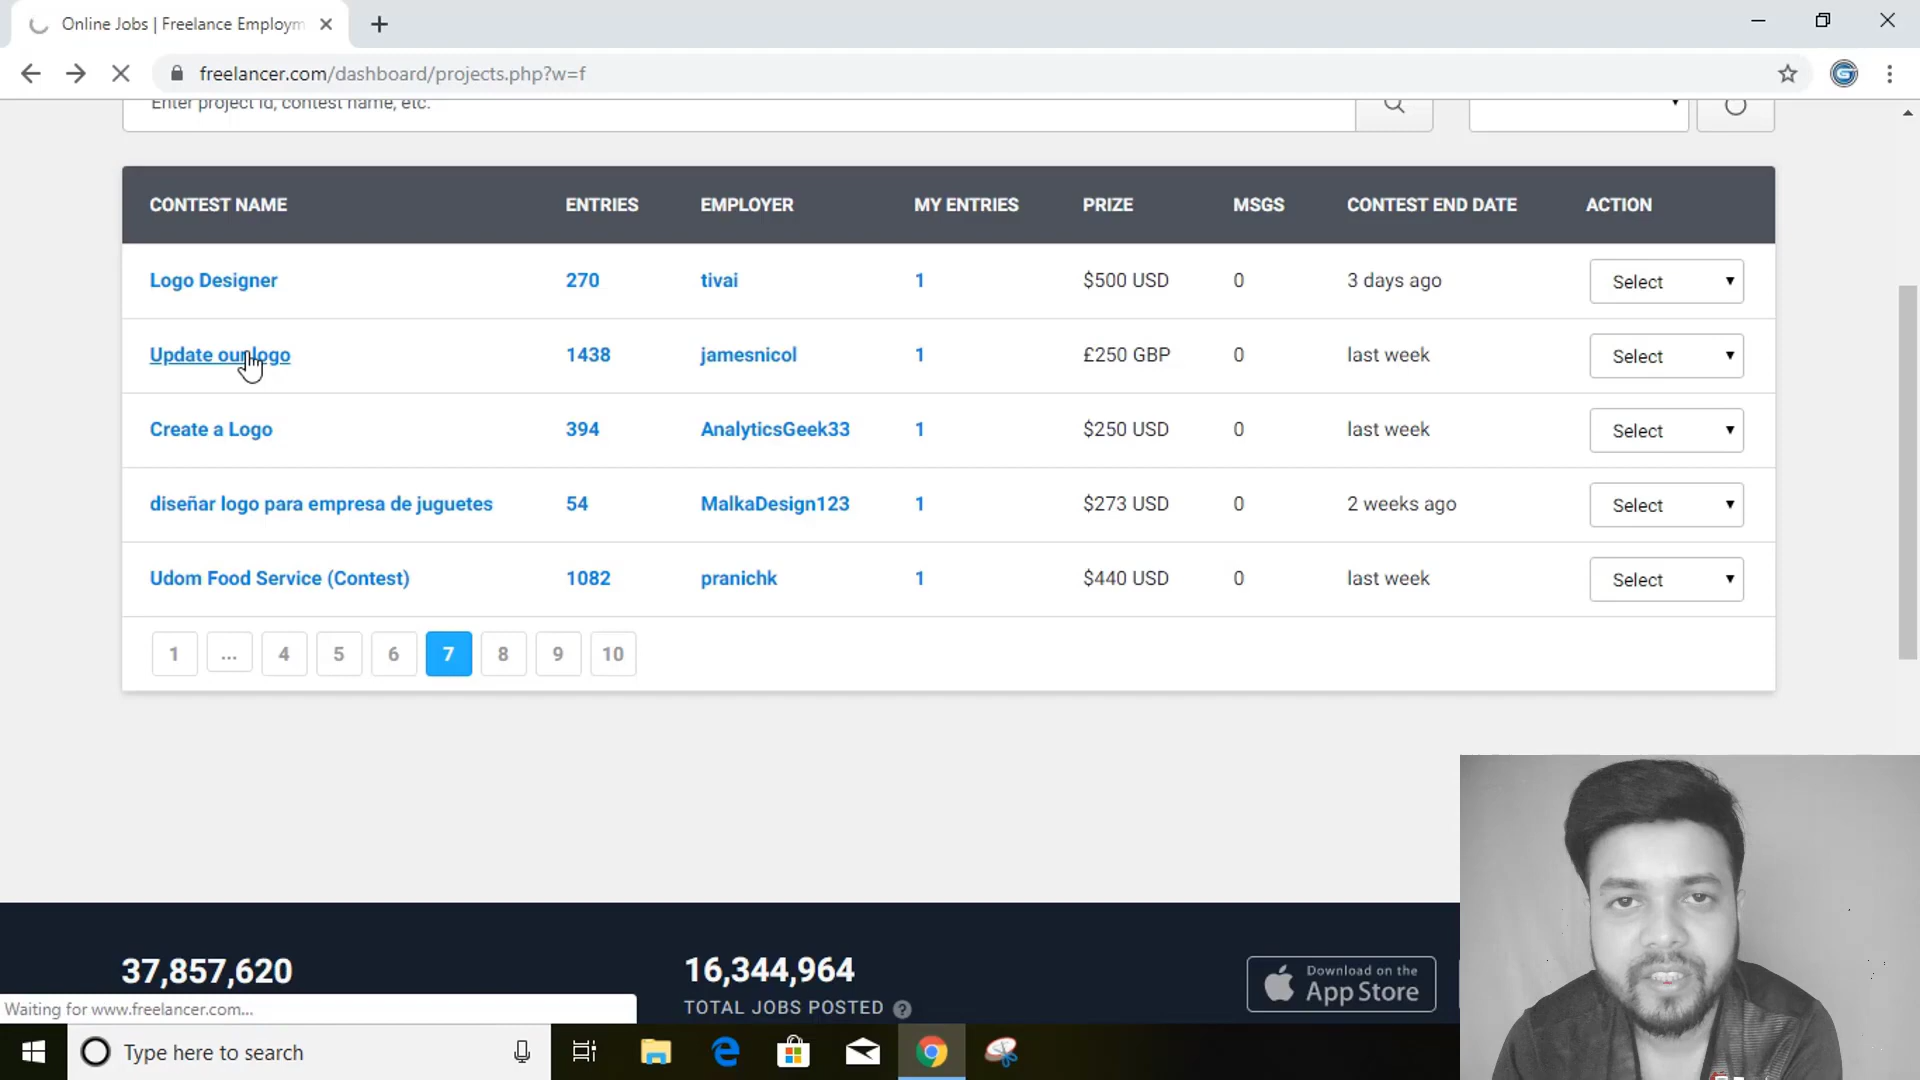 Online Jobs | Freelance Employm
freelancer.com/dashboard/projects.php?w=f
Enter project id, contest name, etc.
CONTEST NAME ENTRIES EMPLOYER MY ENTRIES PRIZE MSGS CONTEST END DATE ACTION
Logo Designer 270 tivai 1 $500 USD 0 3 days ago Select
Update our logo 1438 jamesnicol 1 £250 GBP 0 last week Select
Create a Logo 394 AnalyticsGeek33 1 $250 USD 0 last week Select
diseñar logo para empresa de juguetes 54 MalkaDesign123 1 $273 USD 0 2 weeks ago Select
Udom Food Service (Contest) 1082 pranichk 1 $440 USD 0 last week Select
1 ... 4 5 6 7 8 9 10
37,857,620 16,344,964 Download on the
App Store
TOTAL JOBS POSTED ?
Waiting for www.freelancer.com...
Type here to search